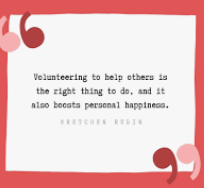 Volunteering to help others is
the right thing to do, and it
also boosts personal happiness.
GRETCHEN RUBIN